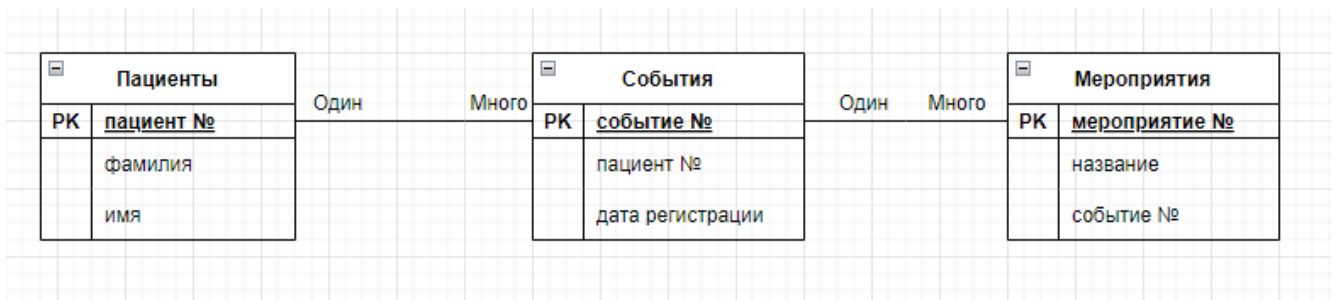 Пациенты
PK пациент №
фамилия
имя
Один Много
События
PK событие №
пациент №
дата регистрации
Один Много
Мероприятия
PK мероприятие №
название
событие №